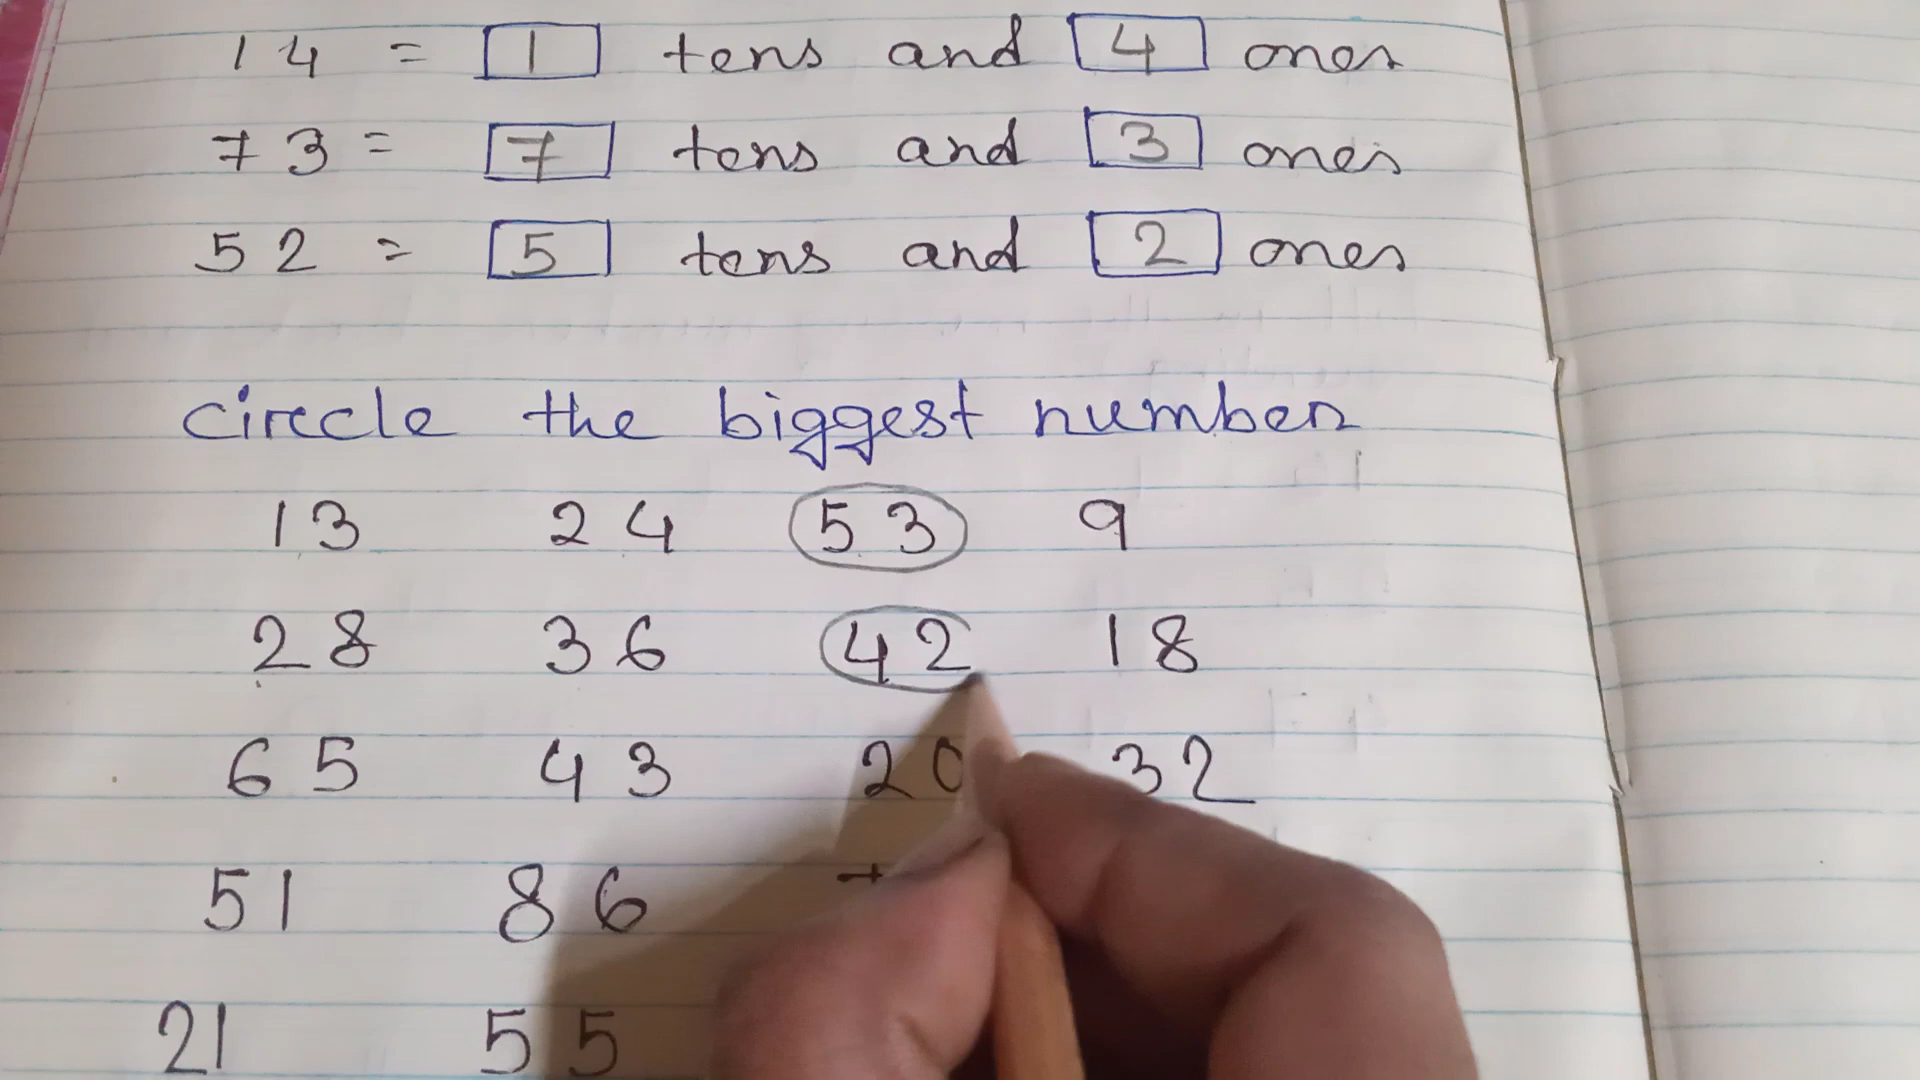 14 = 1 tens and 4 ones
73 = 7 tens and 3 ones
52 = 5 tens and 2 ones
circle the biggest number
13 24 53 9
28 36 42 18
65 43 20 32
51 86
21 55